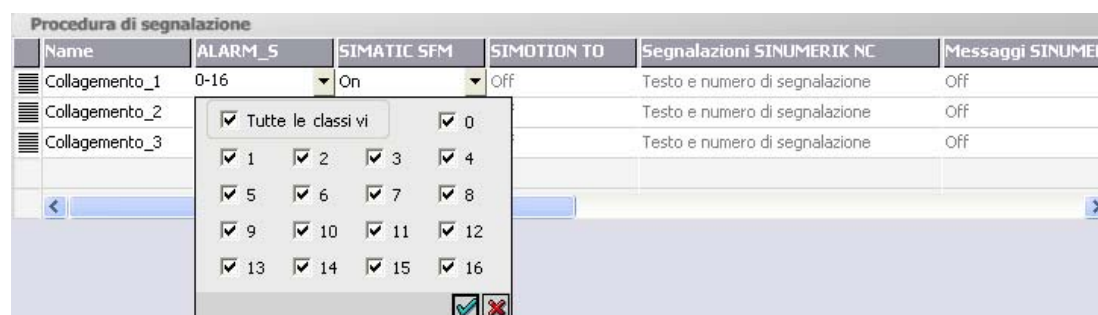 Procedura di segnalazione
Name ALARM_S SIMATIC SFM SIMOTION TO Segnalazioni SINUMERIK NC Messaggi SINUME
Collagemento_1 0-16 On Off Testo e numero di segnalazione Off
Collagemento_2 Testo e numero di segnalazione Off
Collagemento_3 Testo e numero di segnalazione Off
Tutte le classi vi 0
1 2 3 4
5 6 7 8
9 10 11 12
13 14 15 16